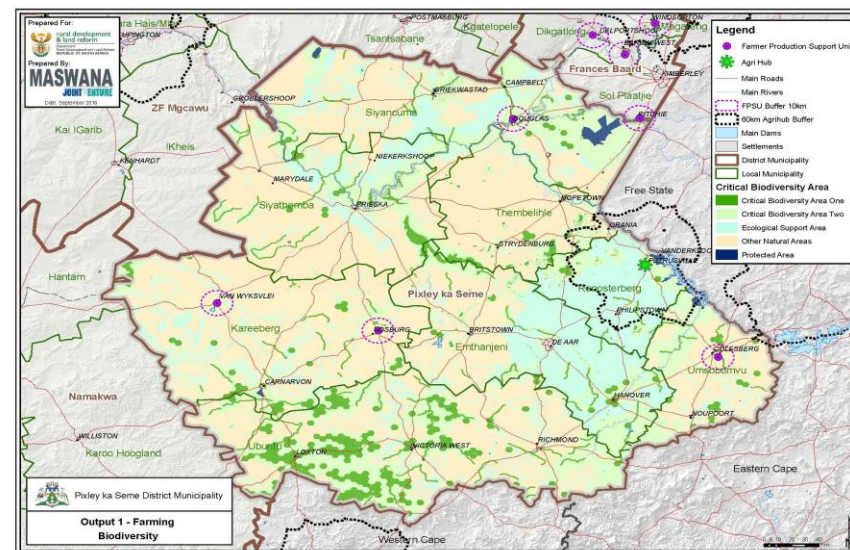 Prepared For:
rural development
& land reform
REPUBLIC OF SOUTH AFRICA
Prepared By:
MASWANA
JOINT VENTURE
Date: September 2016
Legend
Farmer Production Support Uni
Agri Hub
Main Roads
Main Rivers
FPSU Buffer 10km
60km Agrihub Buffer
Main Dams
Settlements
District Municipality
Local Municipality
Critical Biodiversity Area
Critical Biodiversity Area One
Critical Biodiversity Area Two
Ecological Support Area
Other Natural Areas
Protected Area
POSTMASBURG
UPINGTON
Tsantsabane
Kgatelopele
Dikgatlong
DELPORTSHOOP
WINDSORTON
Frances Baard
KIMBERLEY
Sol Plaatje
RITCHIE
CAMPBELL
GRIEKWASTAD
DOUGLAS
Siyancuma
GROBLERSHOOP
ZF Mgcawu
Kai !Garib
!Kheis
KENHARDT
NIEKERKSHOOP
MARYDALE
PRIESKA
Siyathemba
HOPETOWN
Thembelihle
Free State
ORANIA
STRYDENBURG
PETRUSVILLE
Hantam
VAN WYKSVLEI
Pixley ka Seme
Renosterberg
PHILIPSTOWN
Kareeberg
VOSBURG
BRITSTOWN
Emthanjeni
DE AAR
COLESBERG
Umsobomvu
CARNARVON
HANOVER
NOUPOORT
Namakwa
WILLISTON
Karoo Hoogland
Ubuntu
LOXTON
VICTORIA WEST
RICHMOND
Eastern Cape
Western Cape
Pixley ka Seme District Municipality
Output 1 - Farming
Biodiversity